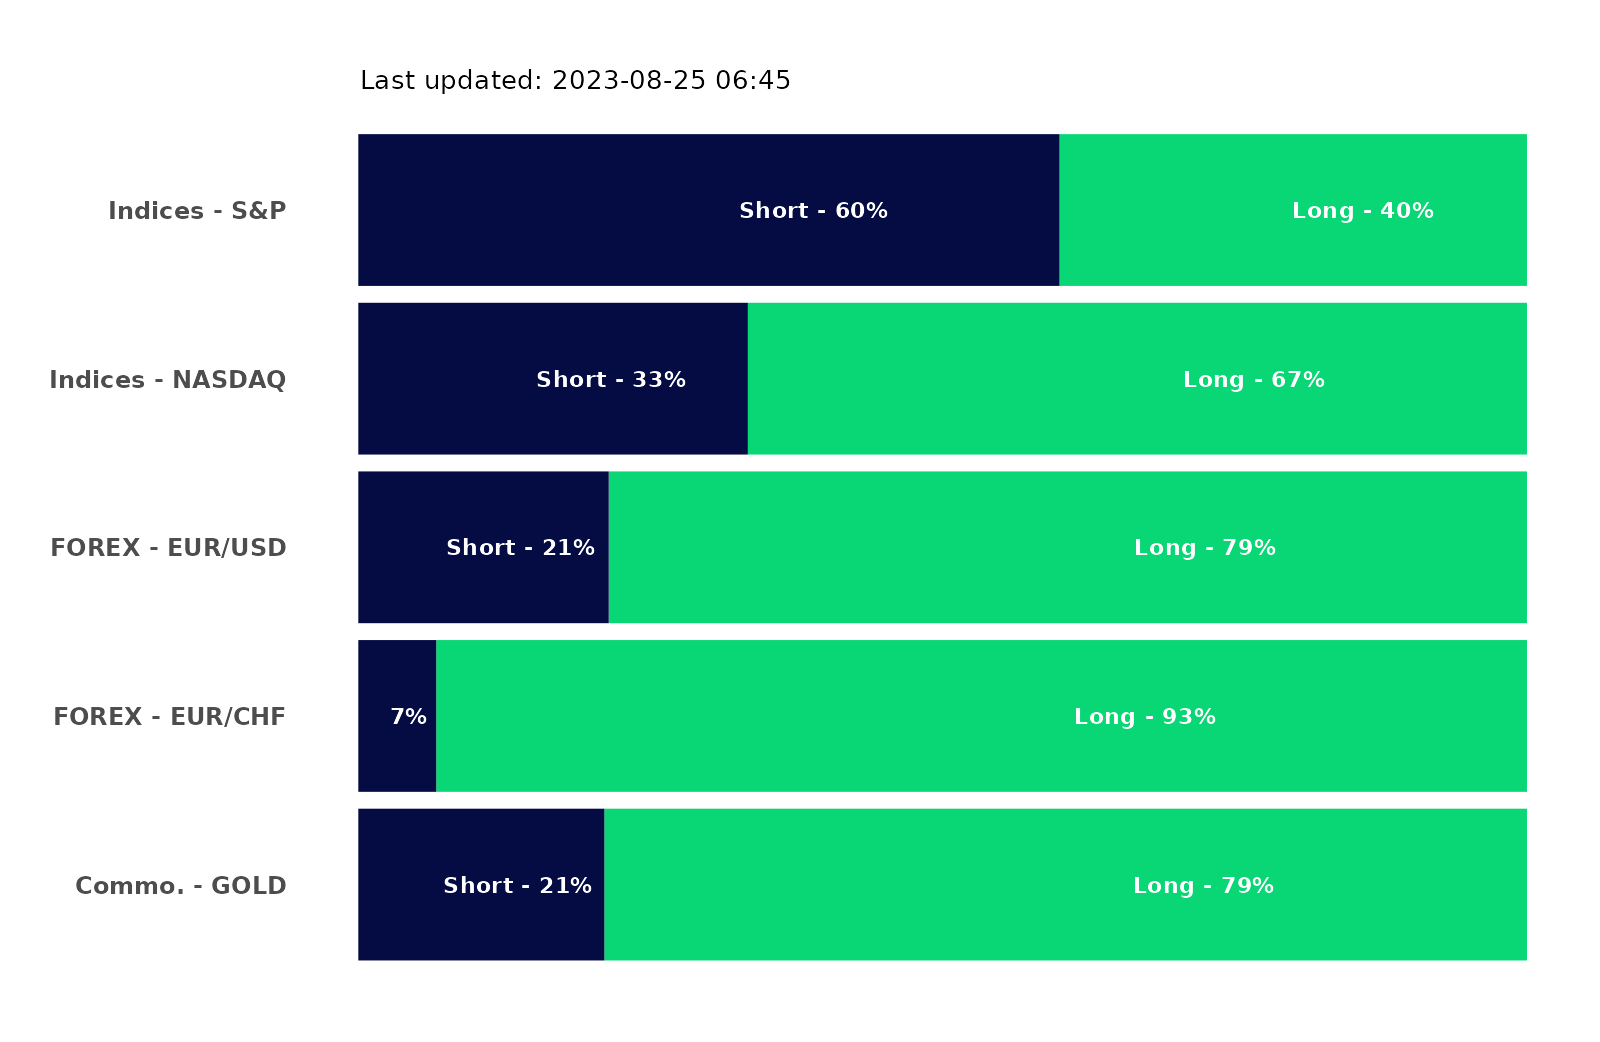 Last updated: 2023-08-25 06:45
Indices - S&P Short - 60% Long - 40%
Indices - NASDAQ Short - 33% Long - 67%
FOREX - EUR/USD Short - 21% Long - 79%
FOREX - EUR/CHF 7% Long - 93%
Commo. - GOLD Short - 21% Long - 79%